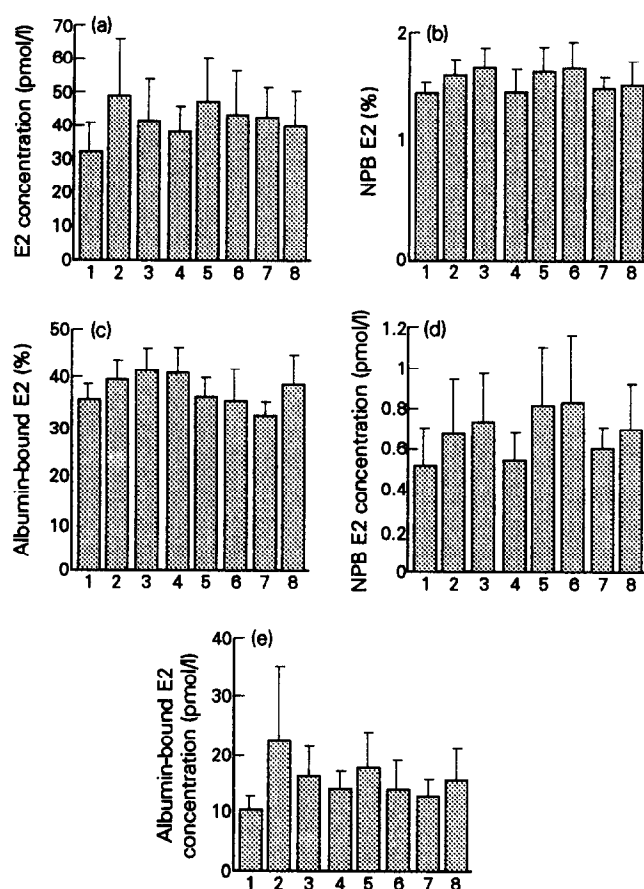 (a)
E2 concentration (pmol/l)
70
60
50
40
30
20
10
0
1 2 3 4 5 6 7 8
(b)
NPB E2 (%)
2
1
0
1 2 3 4 5 6 7 8
(c)
Albumin-bound E2 (%)
50
40
30
20
10
0
1 2 3 4 5 6 7 8
(d)
NPB E2 concentration (pmol/l)
1.2
1
0.8
0.6
0.4
0.2
0
1 2 3 4 5 6 7 8
(e)
Albumin-bound E2
concentration (pmol/l)
40
30
20
10
0
1 2 3 4 5 6 7 8